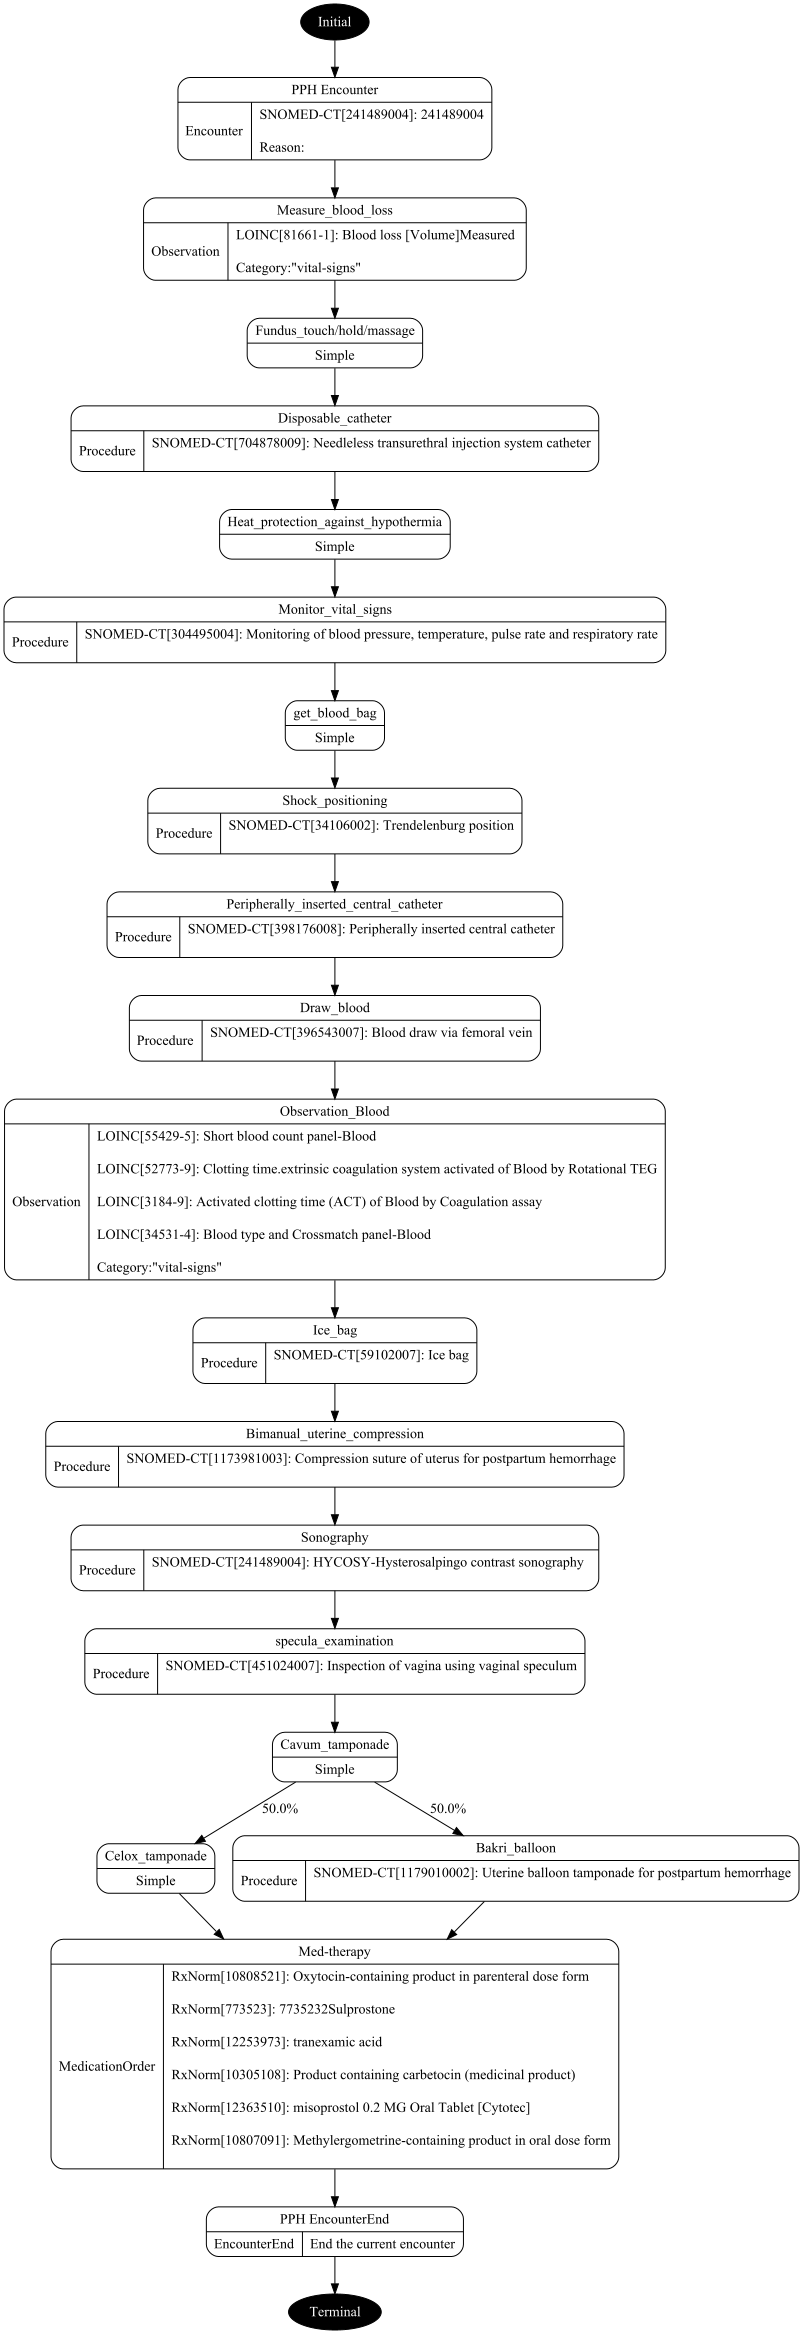 Initial
PPH Encounter
Encounter
SNOMED-CT[241489004]: 241489004
Reason:
Measure_blood_loss
Observation
LOINC[81661-1]: Blood loss [Volume]Measured
Category:"vital-signs"
Fundus_touch/hold/massage
Simple
Disposable_catheter
Procedure
SNOMED-CT[704878009]: Needleless transurethral injection system catheter
Heat_protection_against_hypothermia
Simple
Monitor_vital_signs
Procedure
SNOMED-CT[304495004]: Monitoring of blood pressure, temperature, pulse rate and respiratory rate
get_blood_bag
Simple
Shock_positioning
Procedure
SNOMED-CT[34106002]: Trendelenburg position
Peripherally_inserted_central_catheter
Procedure
SNOMED-CT[398176008]: Peripherally inserted central catheter
Draw_blood
Procedure
SNOMED-CT[396543007]: Blood draw via femoral vein
Observation_Blood
Observation
LOINC[55429-5]: Short blood count panel-Blood
LOINC[52773-9]: Clotting time.extrinsic coagulation system activated of Blood by Rotational TEG
LOINC[3184-9]: Activated clotting time (ACT) of Blood by Coagulation assay
LOINC[34531-4]: Blood type and Crossmatch panel-Blood
Category:"vital-signs"
Ice_bag
Procedure
SNOMED-CT[59102007]: Ice bag
Bimanual_uterine_compression
Procedure
SNOMED-CT[1173981003]: Compression suture of uterus for postpartum hemorrhage
Sonography
Procedure
SNOMED-CT[241489004]: HYCOSY-Hysterosalpingo contrast sonography
specula_examination
Procedure
SNOMED-CT[451024007]: Inspection of vagina using vaginal speculum
Cavum_tamponade
Simple
50.0%
50.0%
Celox_tamponade
Simple
Bakri_balloon
Procedure
SNOMED-CT[1179010002]: Uterine balloon tamponade for postpartum hemorrhage
Med-therapy
MedicationOrder
RxNorm[10808521]: Oxytocin-containing product in parenteral dose form
RxNorm[773523]: 7735232Sulprostone
RxNorm[12253973]: tranexamic acid
RxNorm[10305108]: Product containing carbetocin (medicinal product)
RxNorm[12363510]: misoprostol 0.2 MG Oral Tablet [Cytotec]
RxNorm[10807091]: Methylergometrine-containing product in oral dose form
PPH EncounterEnd
EncounterEnd
End the current encounter
Terminal